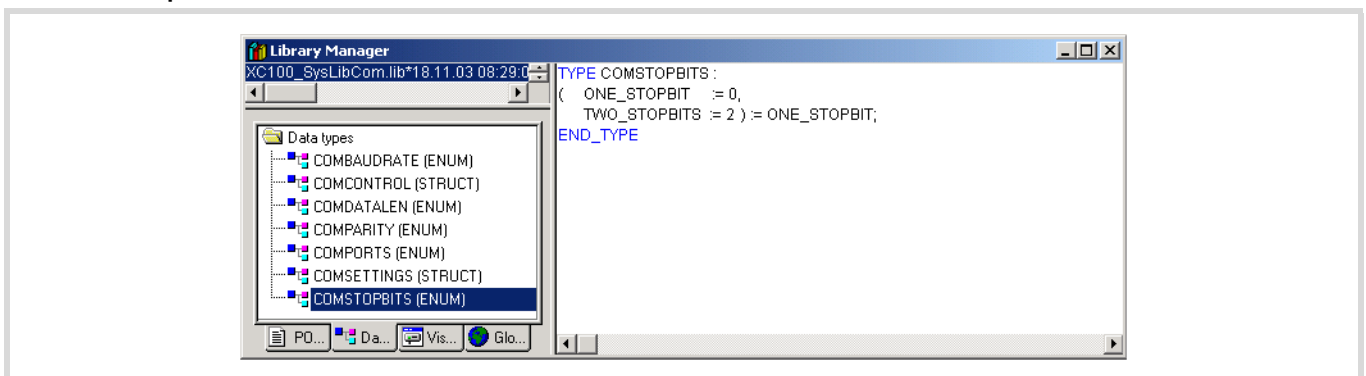 Library Manager
XC100_SysLibCom.lib*18.11.03 08:29:0
Data types
COMBAUDRATE (ENUM)
COMCONTROL (STRUCT)
COMDATALEN (ENUM)
COMPARITY (ENUM)
COMPORTS (ENUM)
COMSETTINGS (STRUCT)
COMSTOPBITS (ENUM)
PO...
Da...
Vis...
Glo...
TYPE COMSTOPBITS :
( ONE_STOPBIT := 0,
TWO_STOPBITS := 2 ) := ONE_STOPBIT;
END_TYPE